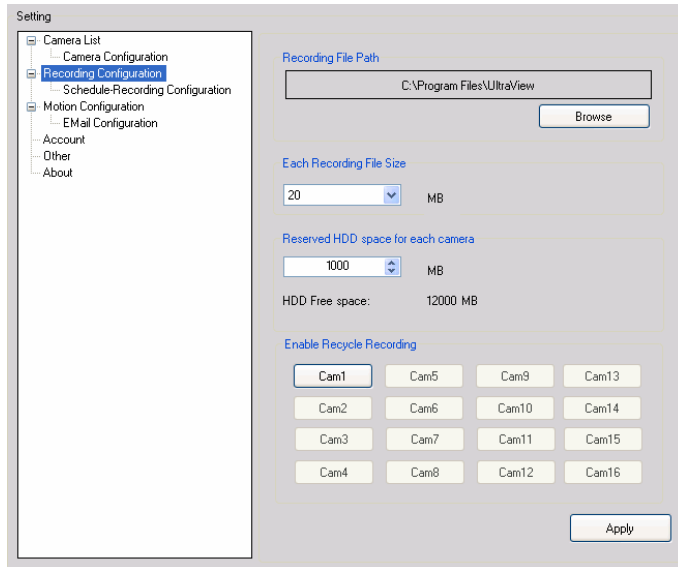 Setting
Camera List
Camera Configuration
Recording Configuration
Schedule-Recording Configuration
Motion Configuration
EMail Configuration
Account
Other
About
Recording File Path
C:\Program Files\UltraView
Browse
Each Recording File Size
20 MB
Reserved HDD space for each camera
1000 MB
HDD Free space: 12000 MB
Enable Recycle Recording
Cam1 Cam5 Cam9 Cam13
Cam2 Cam6 Cam10 Cam14
Cam3 Cam7 Cam11 Cam15
Cam4 Cam8 Cam12 Cam16
Apply